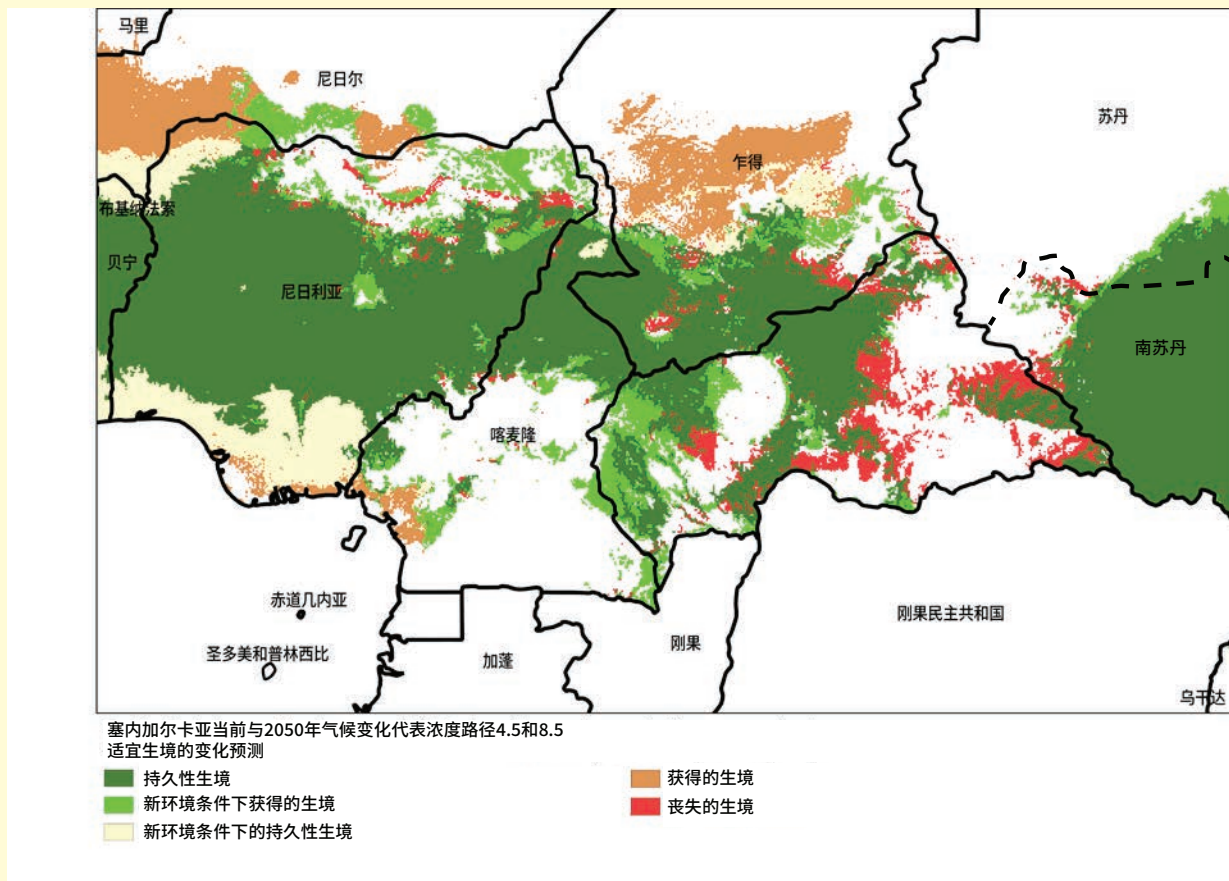 马里
尼日尔
苏丹
乍得
布基纳法索
贝宁
尼日利亚
南苏丹
喀麦隆
赤道几内亚
刚果民主共和国
圣多美和普林西比
加蓬
刚果
乌干达
塞内加尔卡亚当前与2050年气候变化代表浓度路径4.5和8.5
适宜生境的变化预测
持久性生境
获得的生境
新环境条件下获得的生境
丧失的生境
新环境条件下的持久性生境